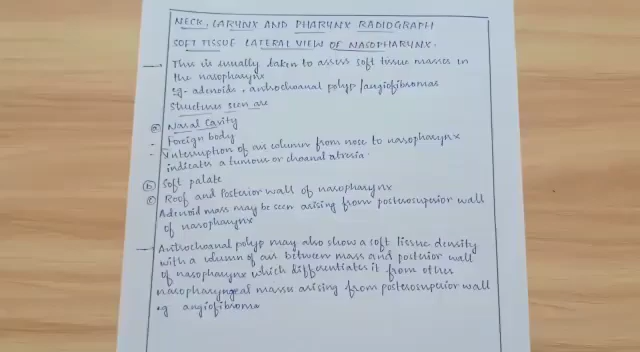 NECK, LARYNX AND PHARYNX RADIOGRAPH
SOFT TISSUE LATERAL VIEW OF NASOPHARYNX.
This is usually taken to assess soft tissue masses in
the nasopharynx
eg - adenoids, antrochoanal polyp/angiofibromas
Structures seen are
(a) Nasal Cavity
- Foreign body
- Interruption of air column from nose to nasopharynx
indicates a tumour or choanal atresia.
(b) Soft palate
(c) Roof and Posterior wall of nasopharynx
Adenoid mass may be seen arising from posterosuperior wall
of nasopharynx
Antrochoanal polyp may also show a soft tissue density
with a column of air between mass and posterior wall
of nasopharynx which differentiates it from other
nasopharyngeal masses arising from posterosuperior wall
eg angiofibroma